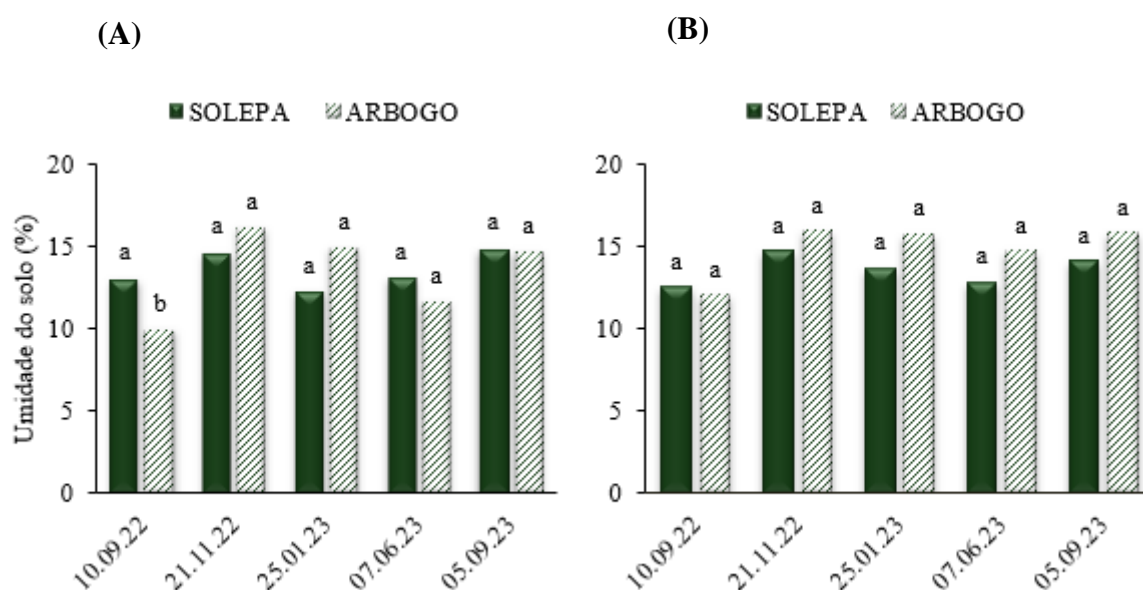 (A)
SOLEPA ARBOGO
Umidade do solo (%)
20
15
10
5
0
a b
a a
a a
a a
a a
10.09.22
21.11.22
25.01.23
07.06.23
05.09.23
(B)
SOLEPA ARBOGO
20
15
10
5
0
a a
a a
a a
a a
a a
10.09.22
21.11.22
25.01.23
07.06.23
05.09.23